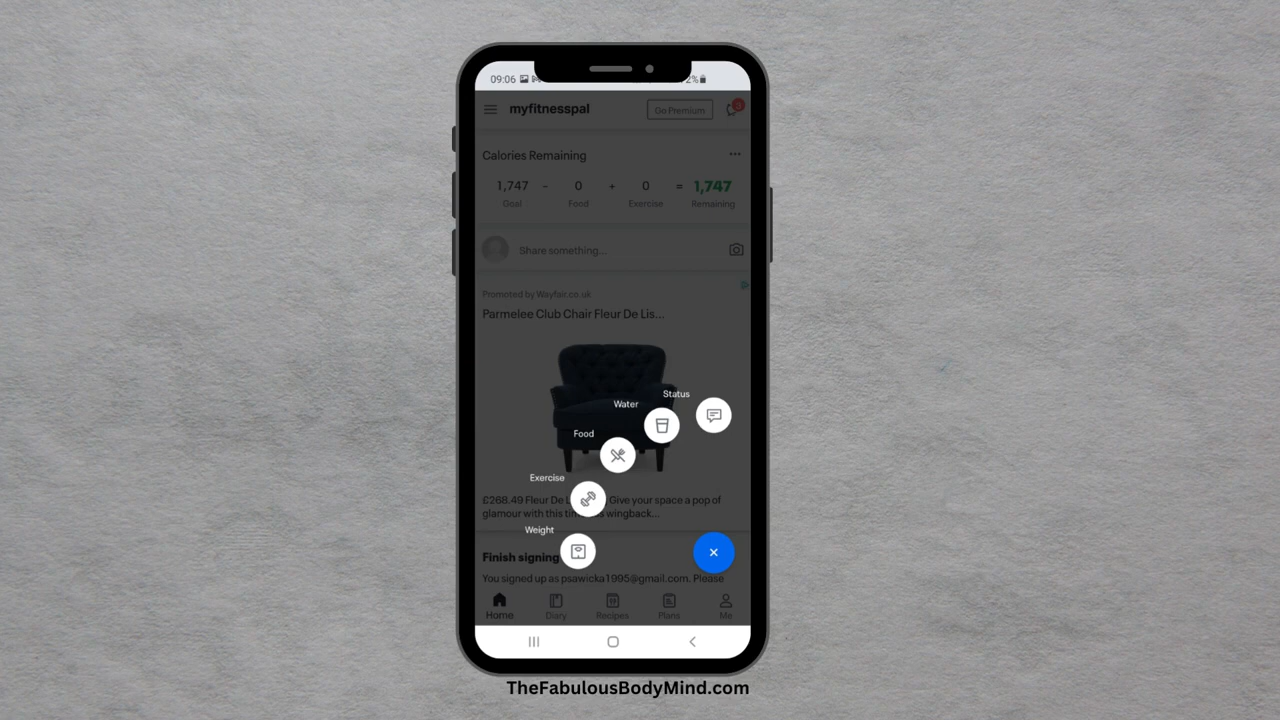 09:06
2%
myfitnesspal
Go Premium
Calories Remaining
1,747 - 0 + 0 = 1,747
Goal Food Exercise Remaining
Share something...
Promoted by Wayfair.co.uk
Parmelee Club Chair Fleur De Lis...
Status
Water
Food
Exercise
£268.49 Fleur De L Give your space a pop of
glamour with this wingback...
Weight
Finish signing
You signed up as psawicka1995@gmail.com. Please
Home Diary Recipes Plans Me
TheFabulousBodyMind.com